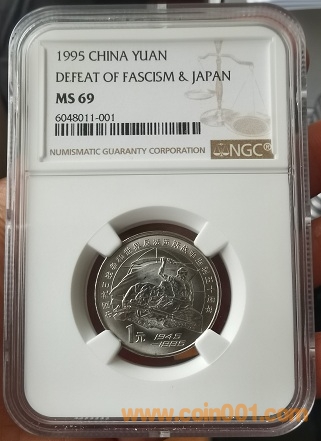 1995 CHINA YUAN
DEFEAT OF FASCISM & JAPAN
MS 69
6048011-001
NUMISMATIC GUARANTY CORPORATION
NGC®
1元
1945
-1995
www.coin001.com